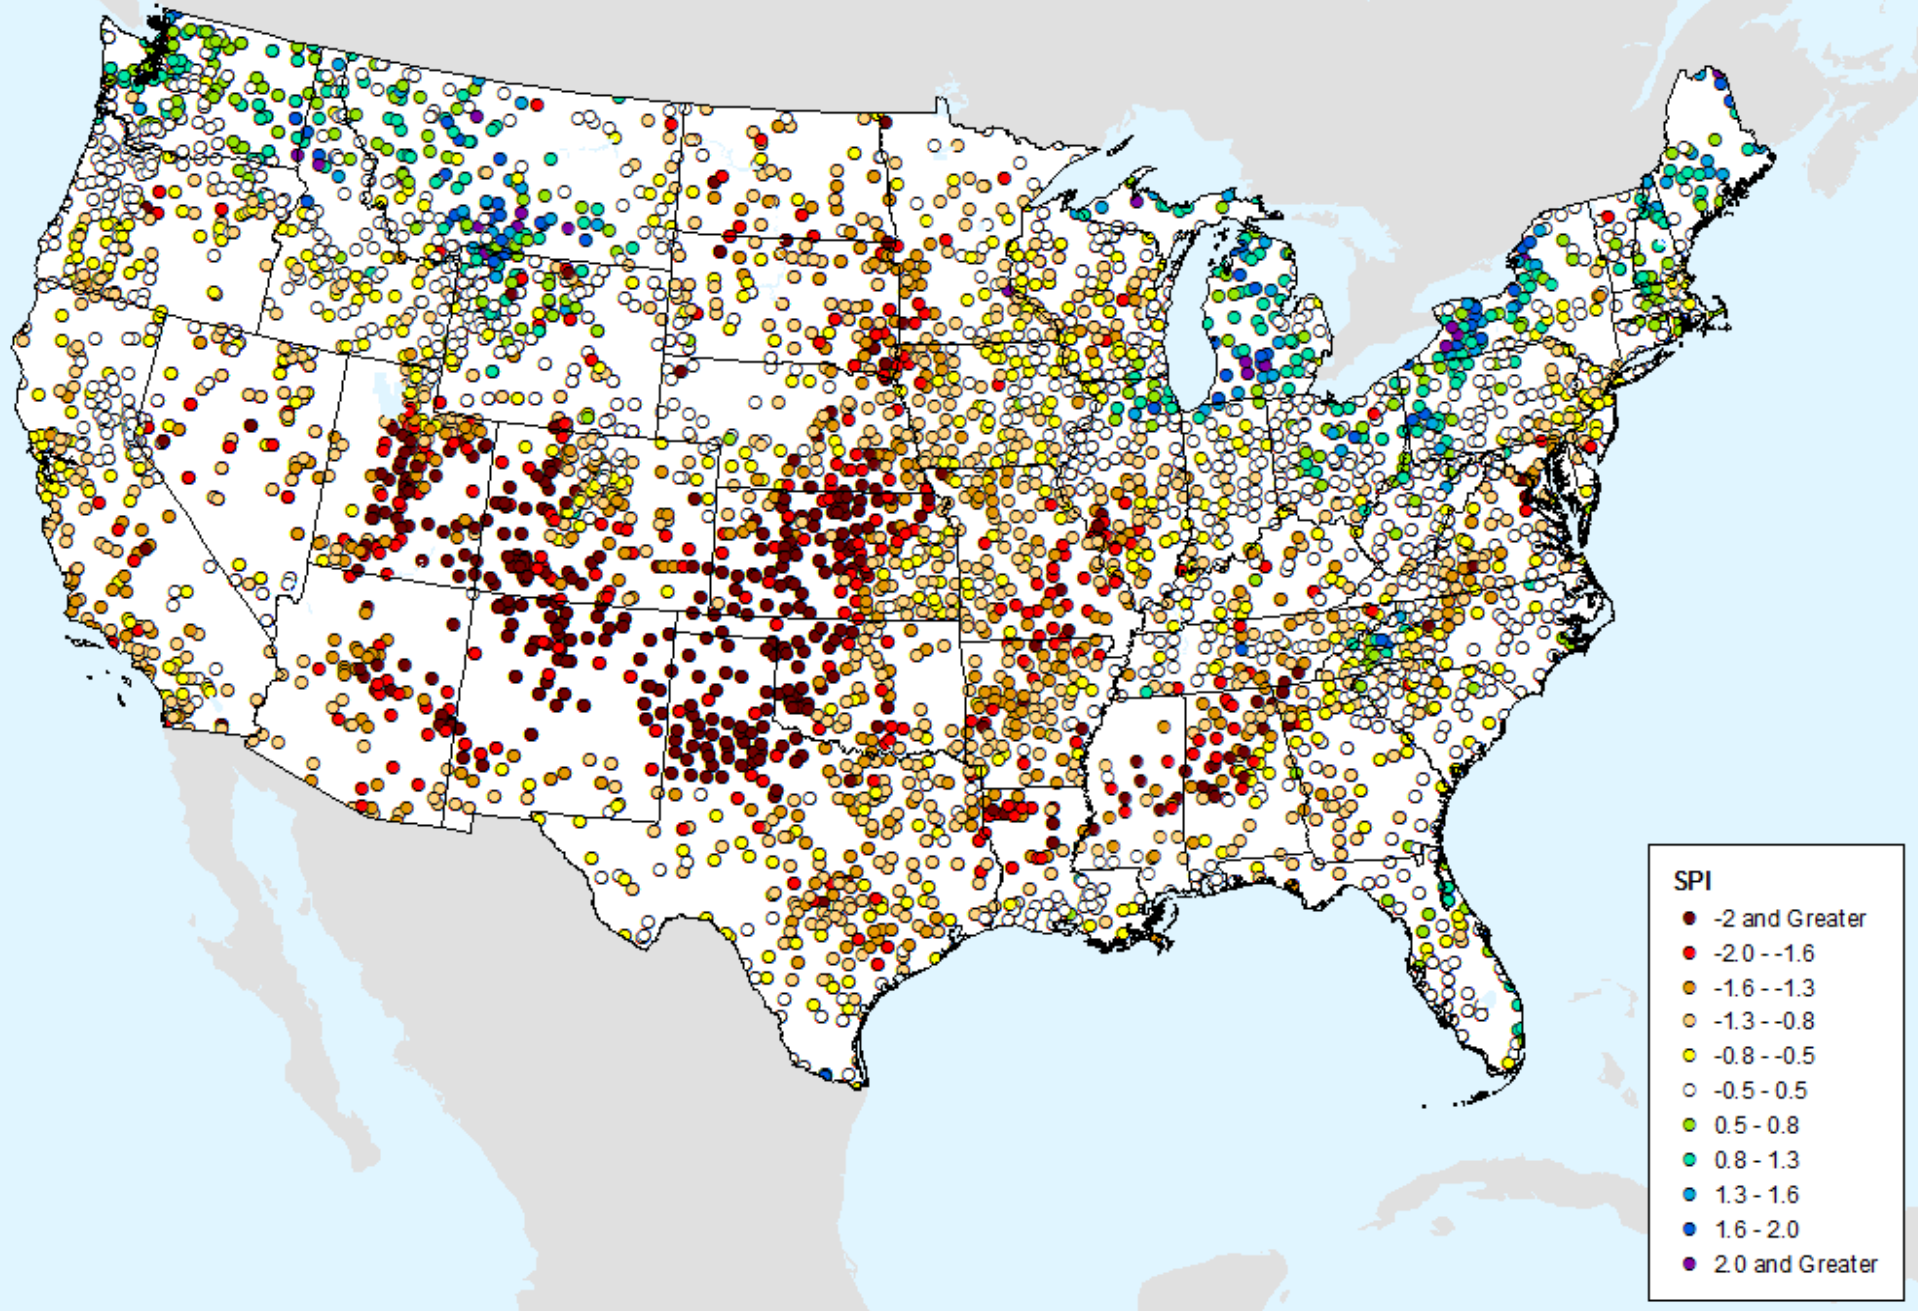 SPI
-2 and Greater
-2.0 - -1.6
-1.6 - -1.3
-1.3 - -0.8
-0.8 - -0.5
-0.5 - 0.5
0.5 - 0.8
0.8 - 1.3
1.3 - 1.6
1.6 - 2.0
2.0 and Greater